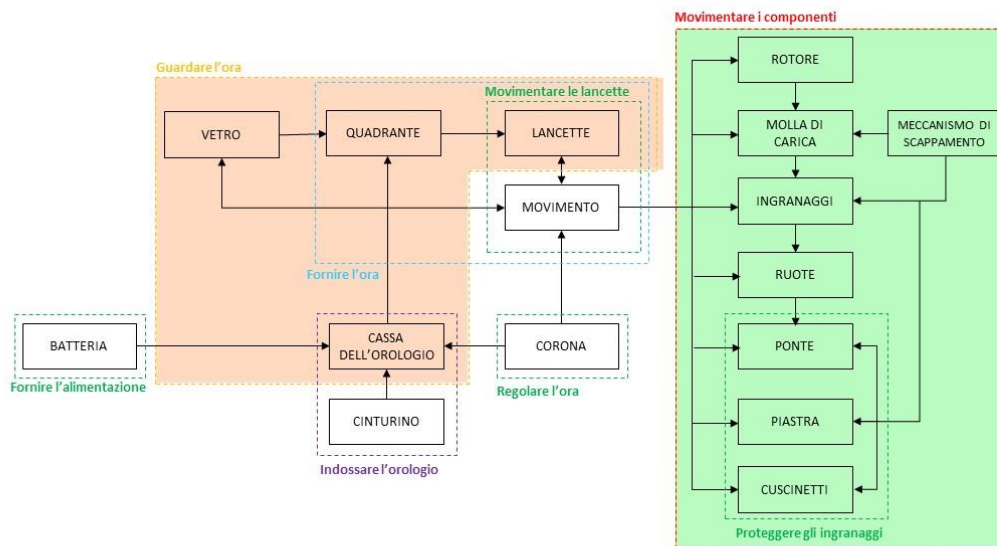 Movimentare i componenti
ROTORE
Guardare l'ora
Movimentare le lancette
VETRO
QUADRANTE
LANCETTE
MOLLA DI
CARICA
MECCANISMO DI
SCAPPAMENTO
MOVIMENTO
INGRANAGGI
Fornire l'ora
RUOTE
BATTERIA
CASSA
DELL'OROLOGIO
CORONA
PONTE
Fornire l'alimentazione
Regolare l'ora
CINTURINO
PIASTRA
Indossare l'orologio
CUSCINETTI
Proteggere gli ingranaggi